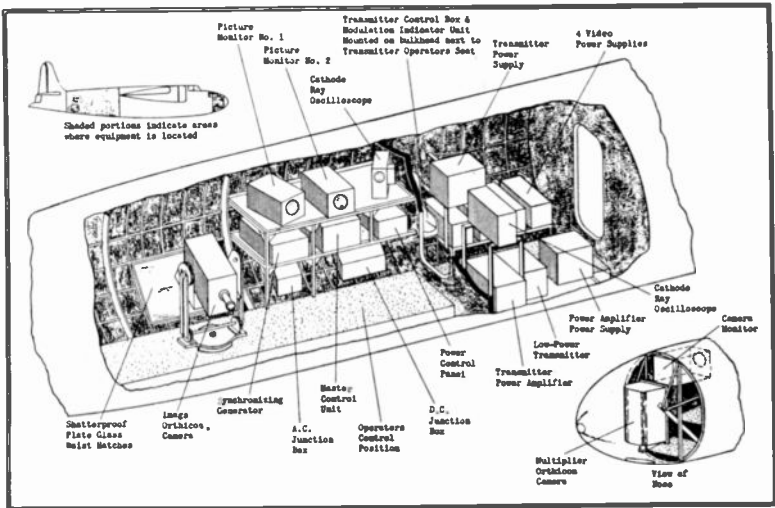 Picture
Monitor No. 1
Picture
Monitor No. 2
Transmitter Control Box &
Modulation Indicator Unit
Mounted on bulkhead next to
Transmitter Operators Seat
Transmitter
Power
Supply
4 Video
Power Supplies
Cathode
Ray
Oscilloscope
Shaded portions indicate areas
where equipment is located
Cathode
Ray
Oscilloscope
Power Amplifier
Power Supply
Camera
Monitor
Low-Power
Transmitter
Transmitter
Power Amplifier
Power
Control
Panel
D.C.
Junction
Box
Operators
Control
Position
Master
Control
Unit
A.C.
Junction
Box
Synchronizing
Generator
Image
Orthicon
Camera
Shatterproof
Plate Glass
Waist Hatches
Multiplier
Orthicon
Camera
View of
Nose